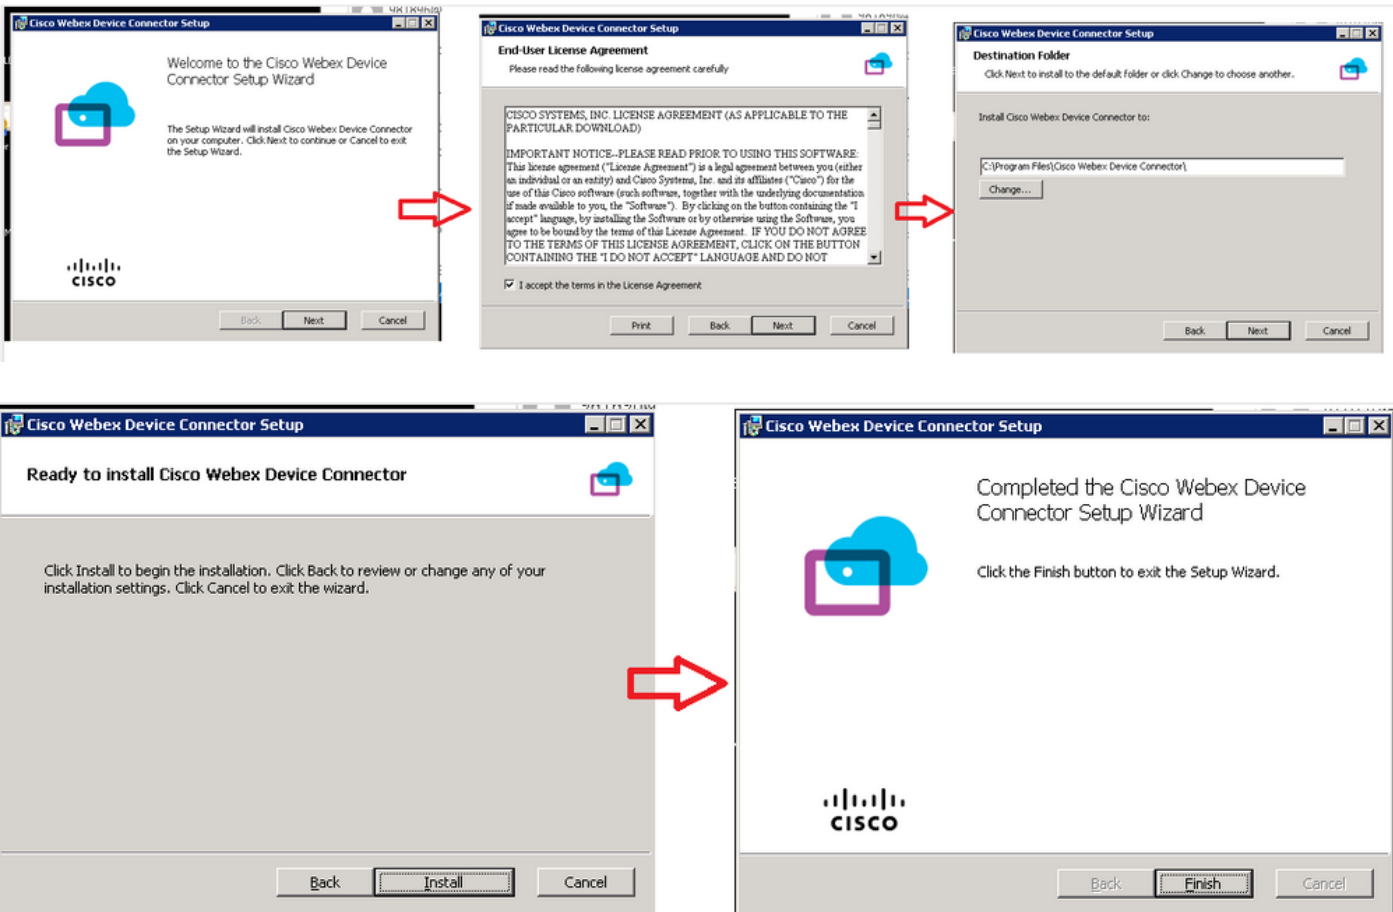 Cisco Webex Device Connector Setup
Welcome to the Cisco Webex Device
Connector Setup Wizard
The Setup Wizard will install Cisco Webex Device Connector
on your computer. Click Next to continue or Cancel to exit
the Setup Wizard.
CISCO
Back Next Cancel
Cisco Webex Device Connector Setup
End-User License Agreement
Please read the following license agreement carefully
CISCO SYSTEMS, INC. LICENSE AGREEMENT (AS APPLICABLE TO THE
PARTICULAR DOWNLOAD)
IMPORTANT NOTICE--PLEASE READ PRIOR TO USING THIS SOFTWARE:
This license agreement ("License Agreement") is a legal agreement between you (either
an individual or an entity) and Cisco Systems, Inc. and its affiliates ("Cisco") for the
use of this Cisco software (such software, together with the underlying documentation
if made available to you, the "Software"). By clicking on the button containing the "I
accept" language, by installing the Software or by otherwise using the Software, you
agree to be bound by the terms of this License Agreement. IF YOU DO NOT AGREE
TO THE TERMS OF THIS LICENSE AGREEMENT, CLICK ON THE BUTTON
CONTAINING THE "I DO NOT ACCEPT" LANGUAGE AND DO NOT
I accept the terms in the License Agreement
Print Back Next Cancel
Cisco Webex Device Connector Setup
Destination Folder
Click Next to install to the default folder or click Change to choose another.
Install Cisco Webex Device Connector to:
C:\Program Files\Cisco Webex Device Connector\
Change...
Back Next Cancel
Cisco Webex Device Connector Setup
Ready to install Cisco Webex Device Connector
Click Install to begin the installation. Click Back to review or change any of your
installation settings. Click Cancel to exit the wizard.
Back Install Cancel
Cisco Webex Device Connector Setup
Completed the Cisco Webex Device
Connector Setup Wizard
Click the Finish button to exit the Setup Wizard.
CISCO
Back Finish Cancel